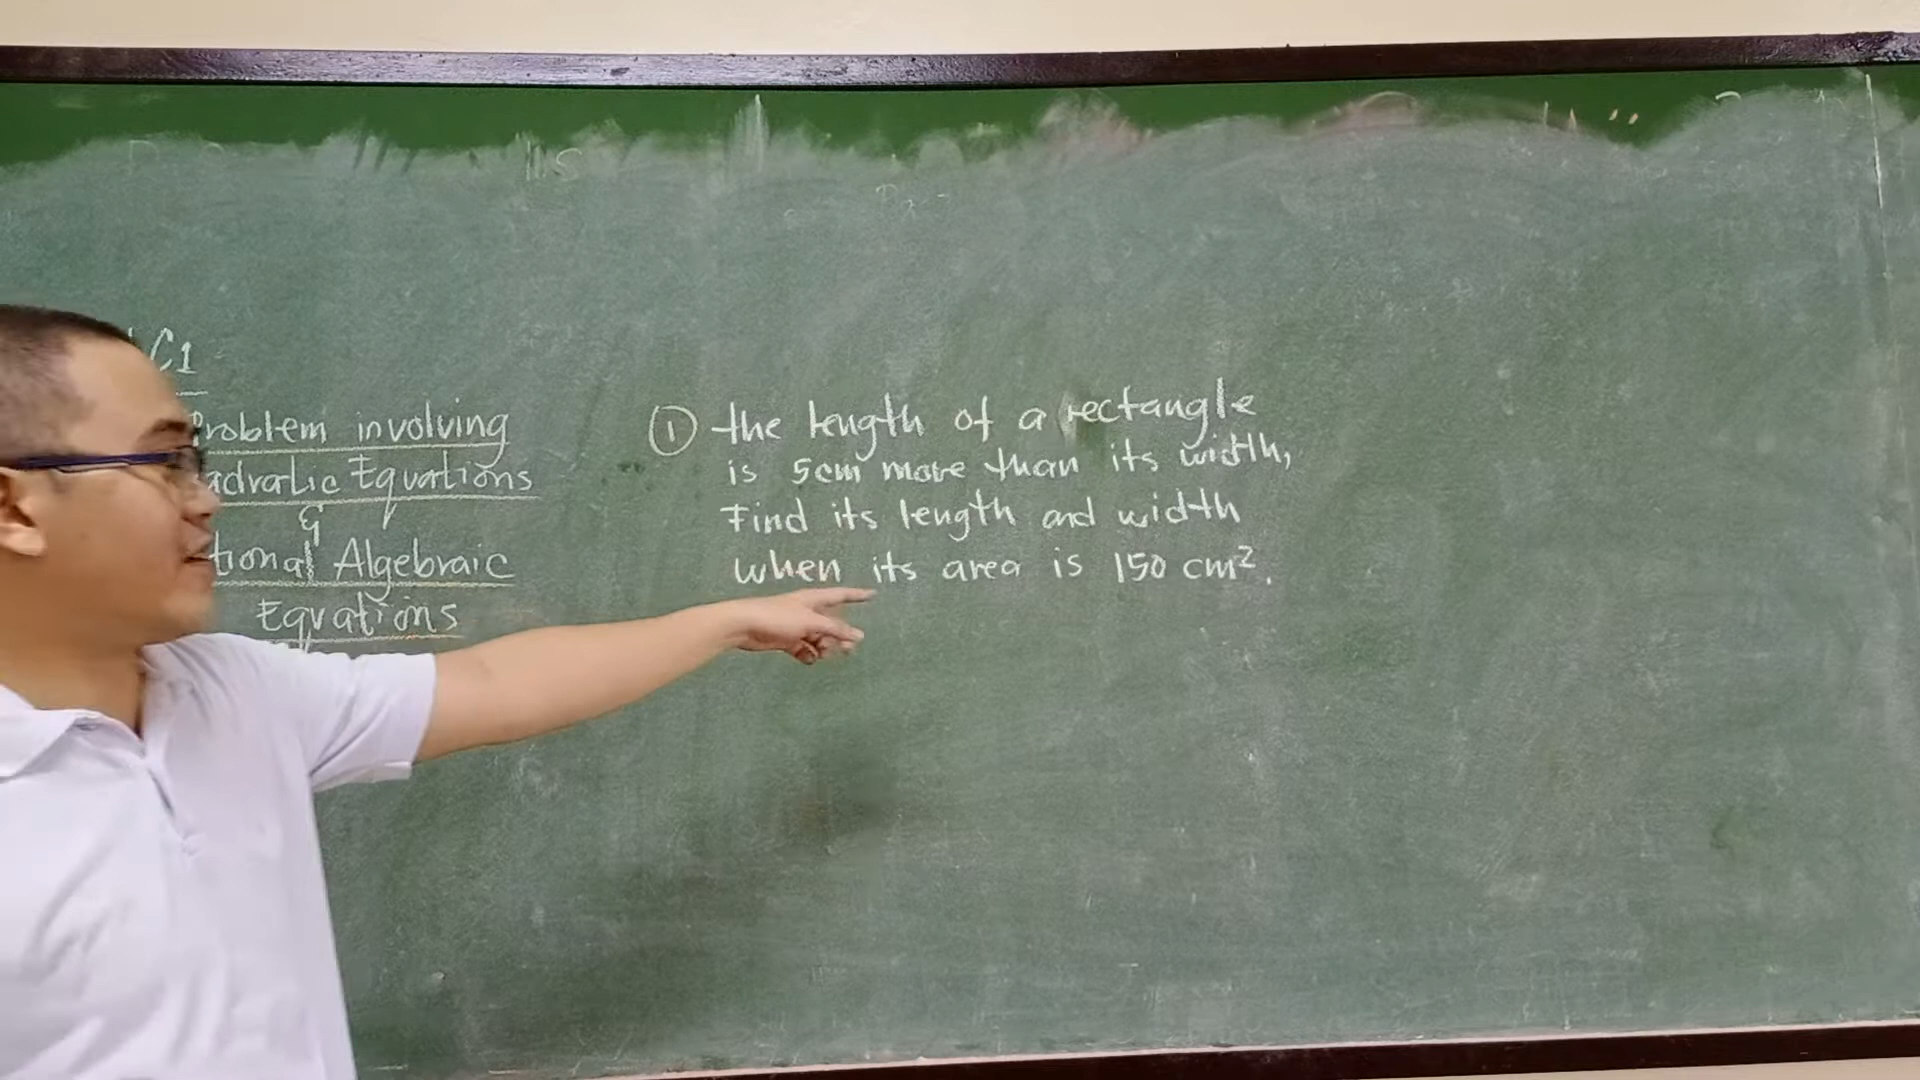 C1
Problem involving
adratic Equations
&
tional Algebraic
Equations
① the length of a rectangle
is 5cm more than its width,
Find its length and width
when its area is 150 cm².